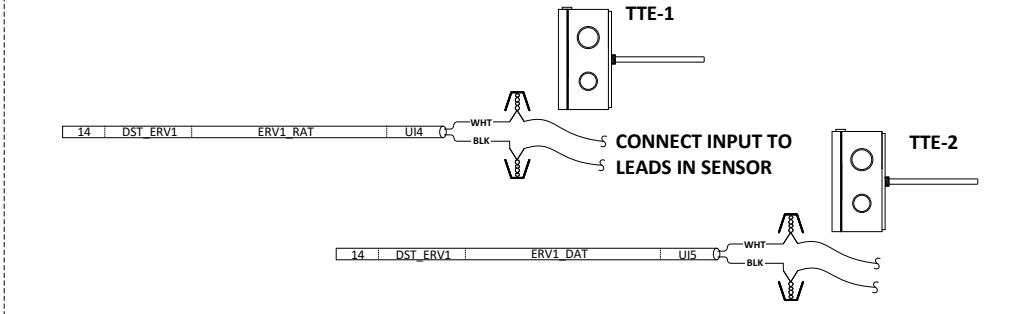 TTE-1
14 DST_ERV1 ERV1_RAT UI4
WHT
BLK
CONNECT INPUT TO
LEADS IN SENSOR
TTE-2
14 DST_ERV1 ERV1_DAT UI5
WHT
BLK